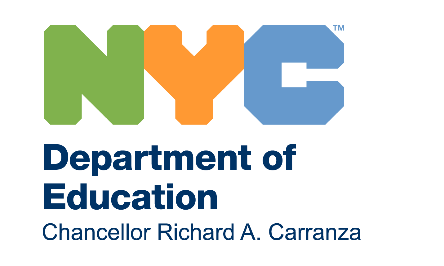 NYC™
Department of
Education
Chancellor Richard A. Carranza